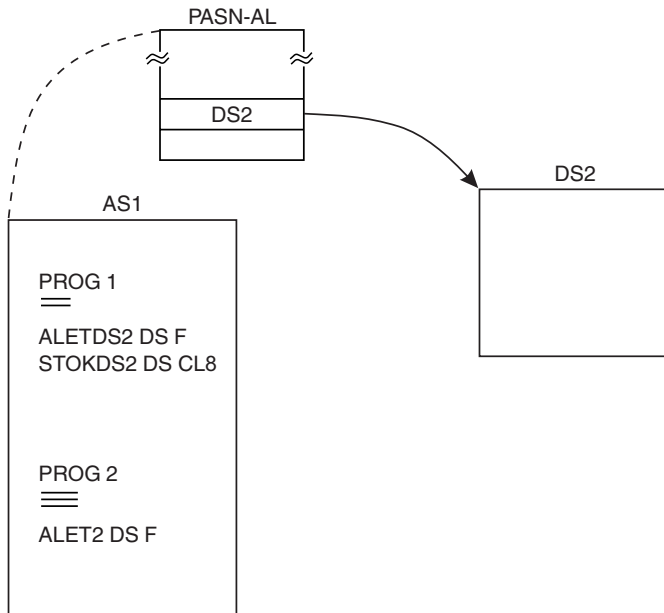 PASN-AL
DS2
DS2
AS1
PROG 1
ALETDS2 DS F
STOKDS2 DS CL8
PROG 2
ALET2 DS F